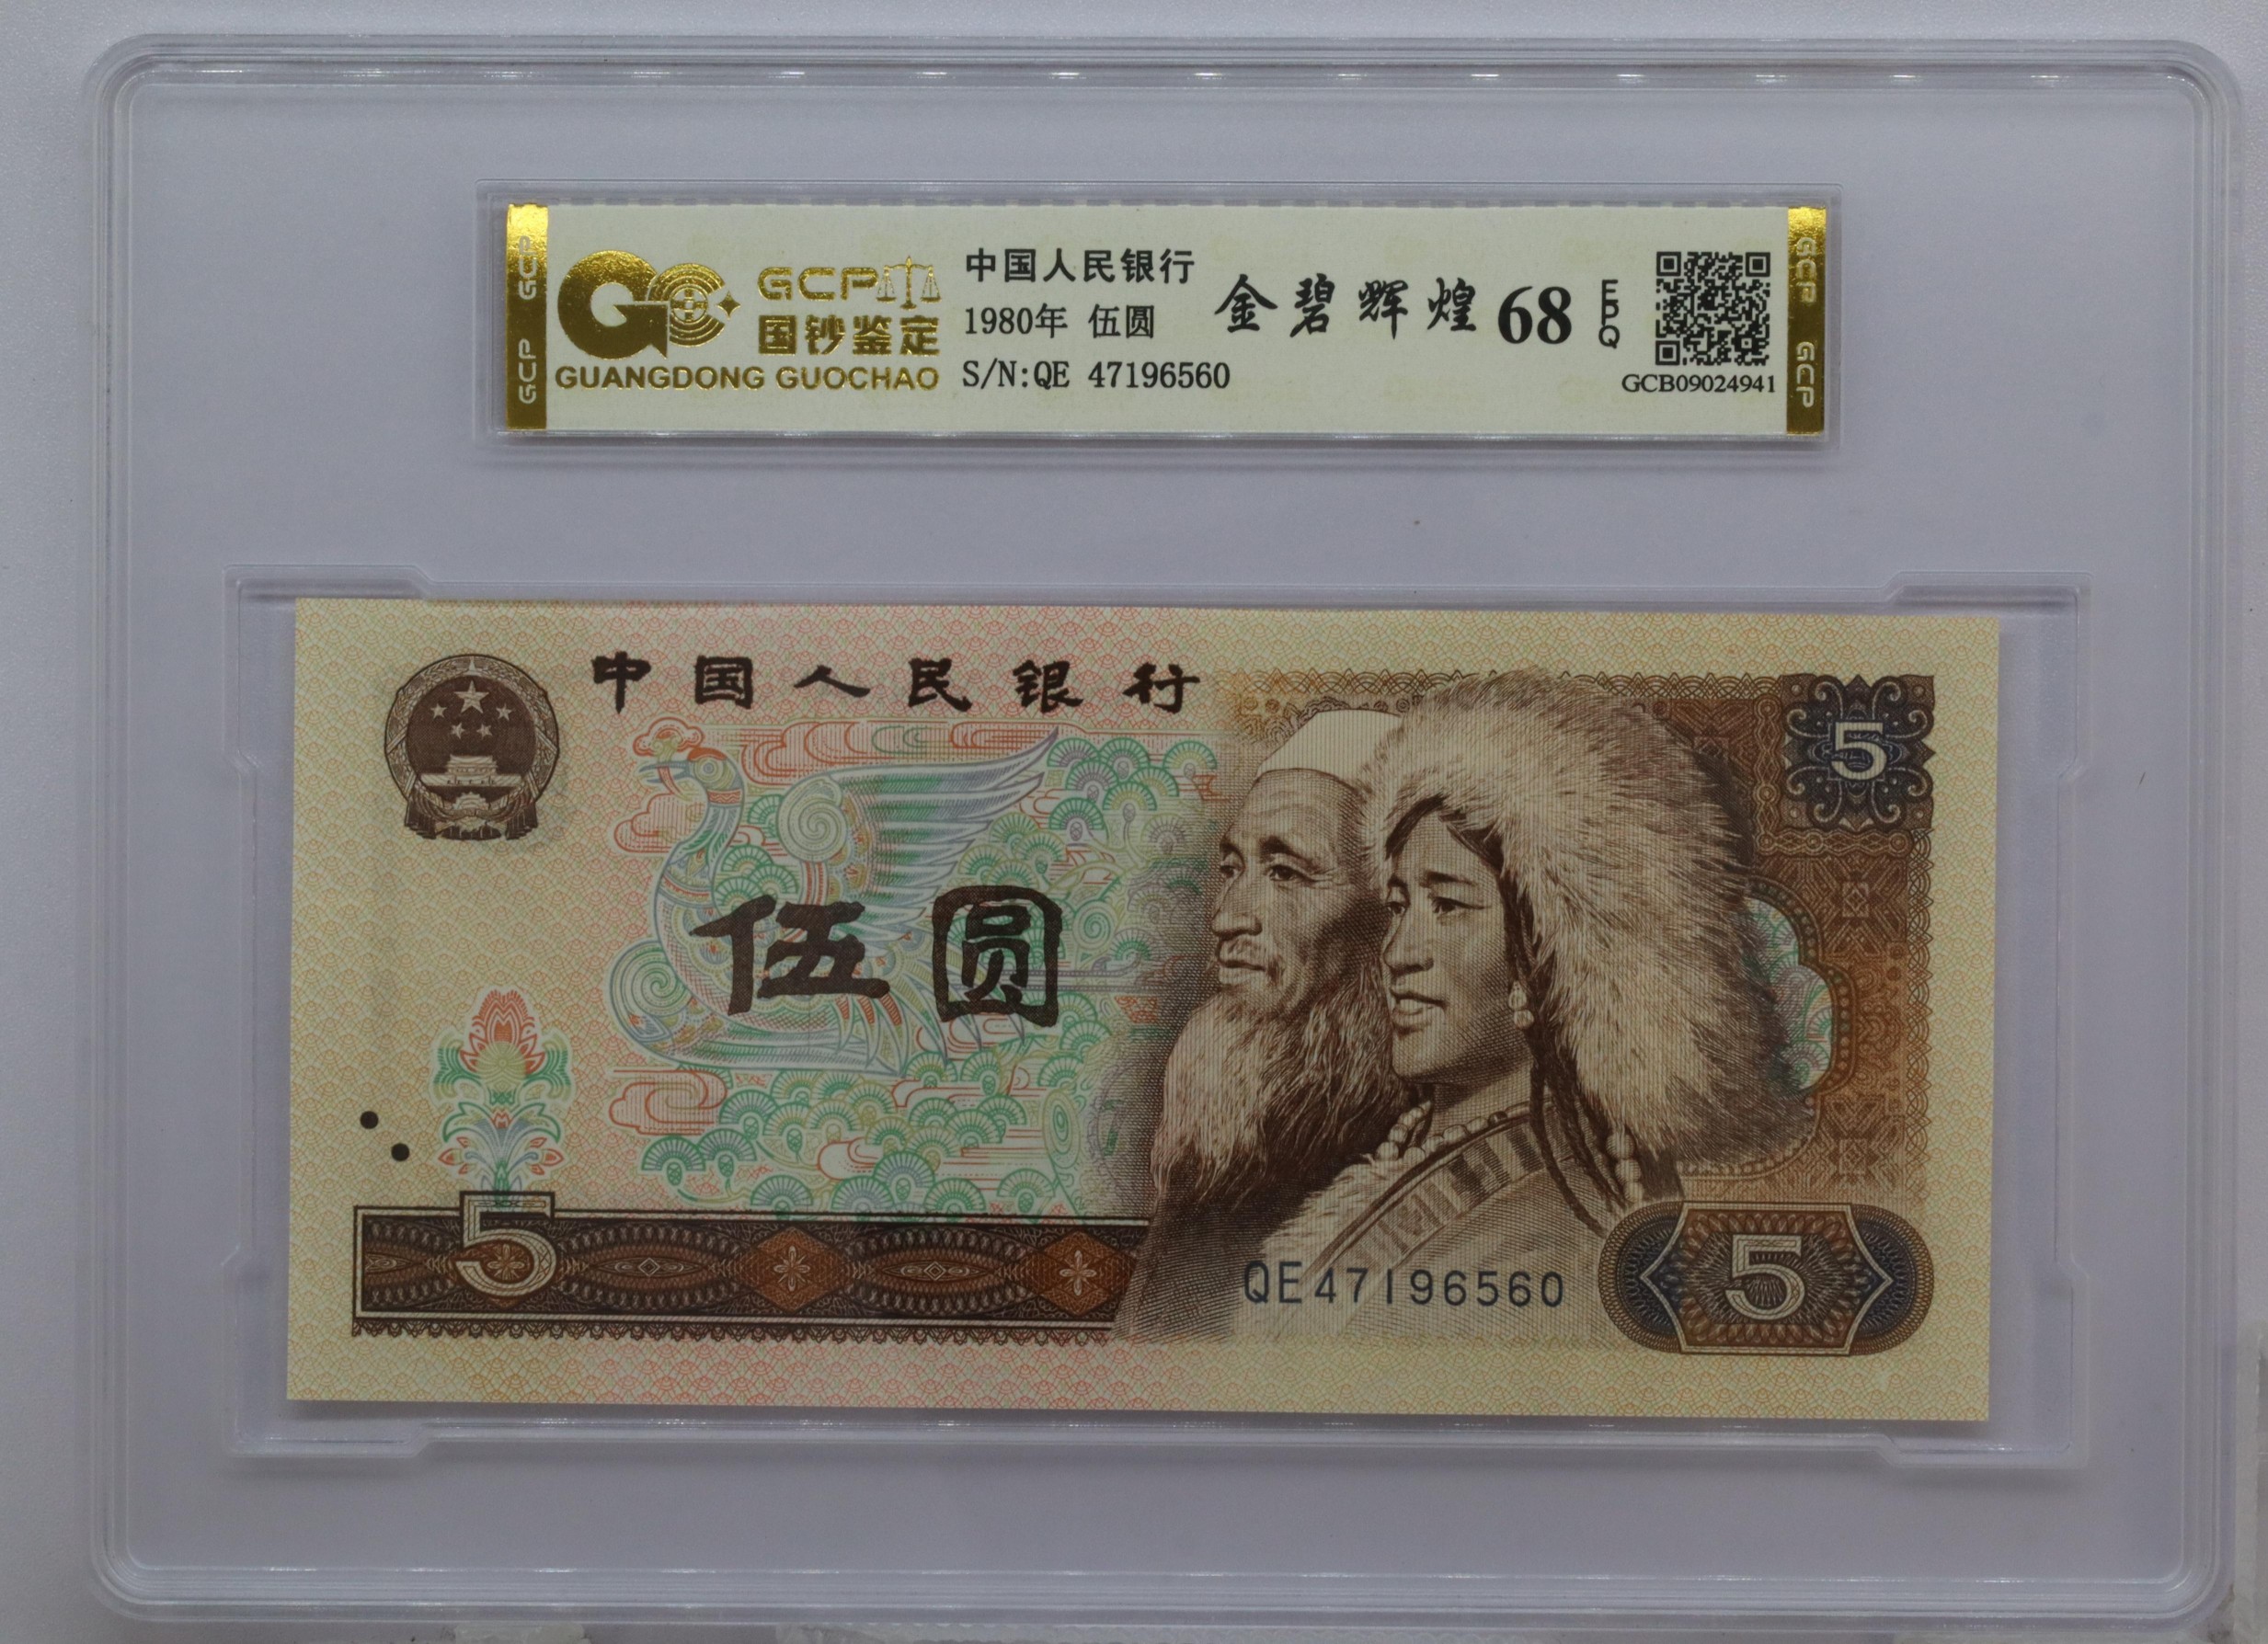 GCP GCP
GCP
国钞鉴定
GUANGDONG GUOCHAO
中国人民银行
1980年 伍圆
S/N:QE 47196560
金碧辉煌 68
EPQ
GCB09024941
GCP GCP
中国人民银行
5
伍圆
5
QE47196560
5